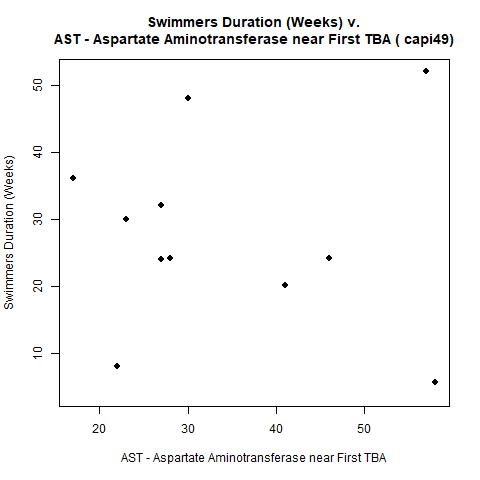 Swimmers Duration (Weeks) v.
AST - Aspartate Aminotransferase near First TBA ( capi49)
Swimmers Duration (Weeks)
50
40
30
20
10
20 30 40 50
AST - Aspartate Aminotransferase near First TBA